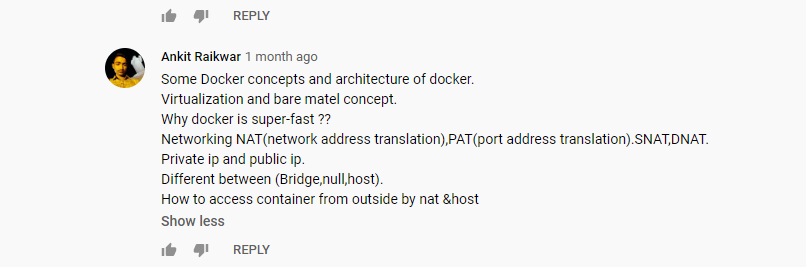 REPLY
Ankit Raikwar 1 month ago
Some Docker concepts and architecture of docker.
Virtualization and bare matel concept.
Why docker is super-fast ??
Networking NAT(network address translation),PAT(port address translation).SNAT,DNAT.
Private ip and public ip.
Different between (Bridge,null,host).
How to access container from outside by nat &host
Show less
REPLY